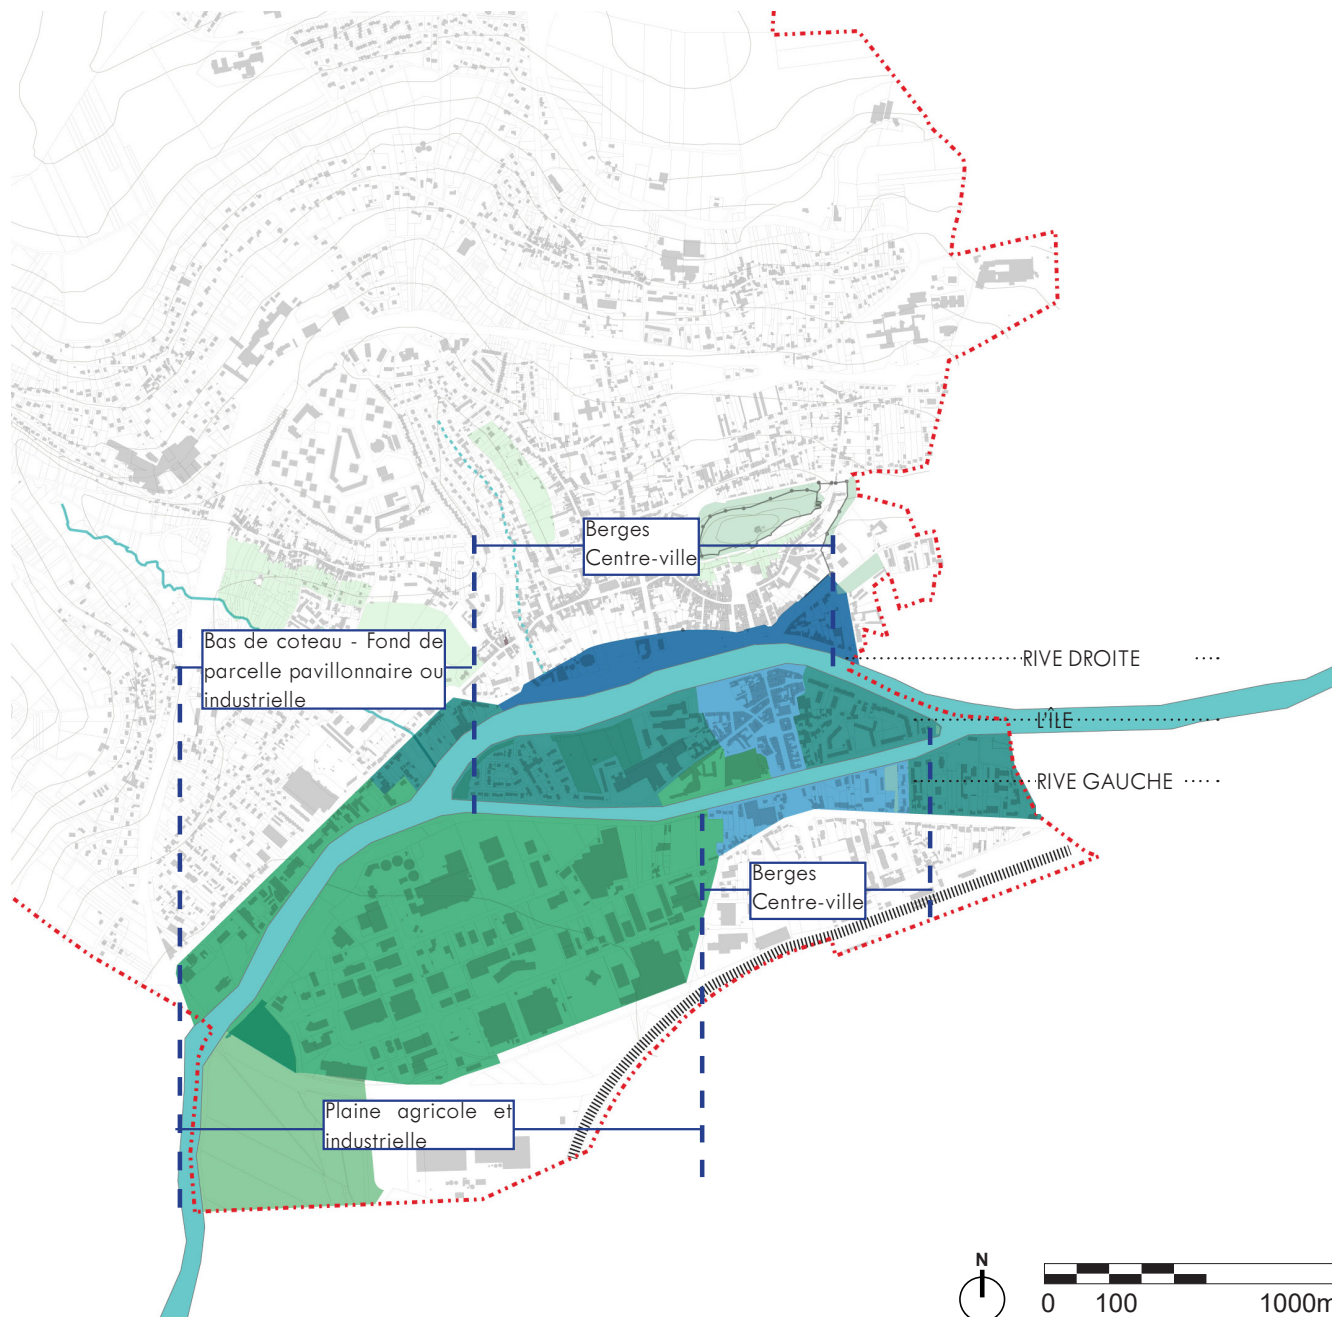 Berges
Centre-ville
Bas de coteau - Fond de
parcelle pavillonnaire ou
industrielle
RIVE DROITE
L'ÎLE
RIVE GAUCHE
Berges
Centre-ville
Plaine agricole et
industrielle
N
0 100 1000m